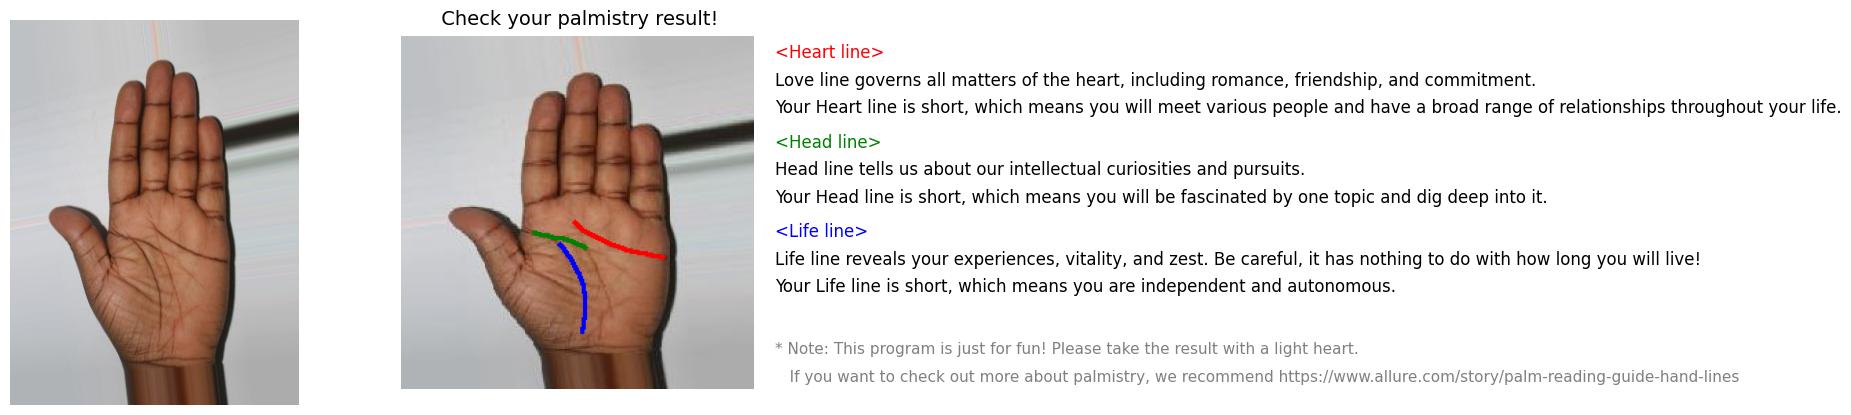 Check your palmistry result!
<Heart line>
Love line governs all matters of the heart, including romance, friendship, and commitment.
Your Heart line is short, which means you will meet various people and have a broad range of relationships throughout your life.
<Head line>
Head line tells us about our intellectual curiosities and pursuits.
Your Head line is short, which means you will be fascinated by one topic and dig deep into it.
<Life line>
Life line reveals your experiences, vitality, and zest. Be careful, it has nothing to do with how long you will live!
Your Life line is short, which means you are independent and autonomous.
* Note: This program is just for fun! Please take the result with a light heart.
If you want to check out more about palmistry, we recommend https://www.allure.com/story/palm-reading-guide-hand-lines